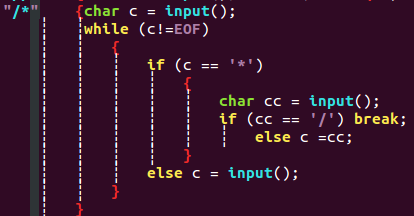 "/*" {char c = input();
while (c!=EOF)
{
if (c == '*')
{
char cc = input();
if (cc == '/') break;
else c =cc;
}
else c = input();
}
}